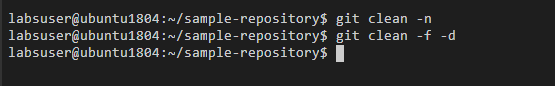 labsuser@ubuntu1804:~/sample-repository$ git clean -n
labsuser@ubuntu1804:~/sample-repository$ git clean -f -d
labsuser@ubuntu1804:~/sample-repository$